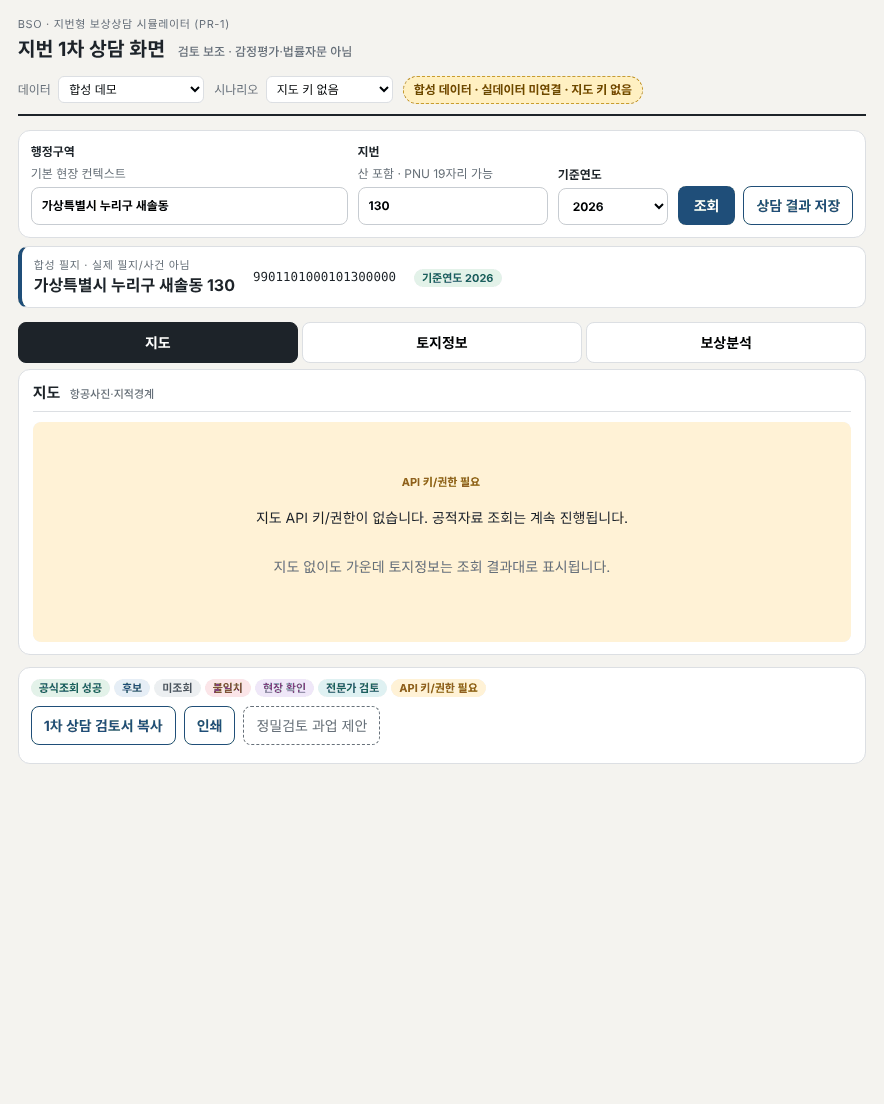 BSO · 지번형 보상상담 시뮬레이터 (PR-1)
지번 1차 상담 화면 검토 보조 · 감정평가·법률자문 아님
데이터 합성 데모 시나리오 지도 키 없음 합성 데이터 · 실데이터 미연결 · 지도 키 없음
행정구역 지번
기본 현장 컨텍스트 산 포함 · PNU 19자리 가능 기준연도
가상특별시 누리구 새솔동 130 2026 조회 상담 결과 저장
합성 필지 · 실제 필지/사건 아님
가상특별시 누리구 새솔동 130 9901101000101300000 기준연도 2026
지도 토지정보 보상분석
지도 항공사진·지적경계
API 키/권한 필요
지도 API 키/권한이 없습니다. 공적자료 조회는 계속 진행됩니다.
지도 없이도 가운데 토지정보는 조회 결과대로 표시됩니다.
공식조회 성공 후보 미조회 불일치 현장 확인 전문가 검토 API 키/권한 필요
1차 상담 검토서 복사 인쇄 정밀검토 과업 제안